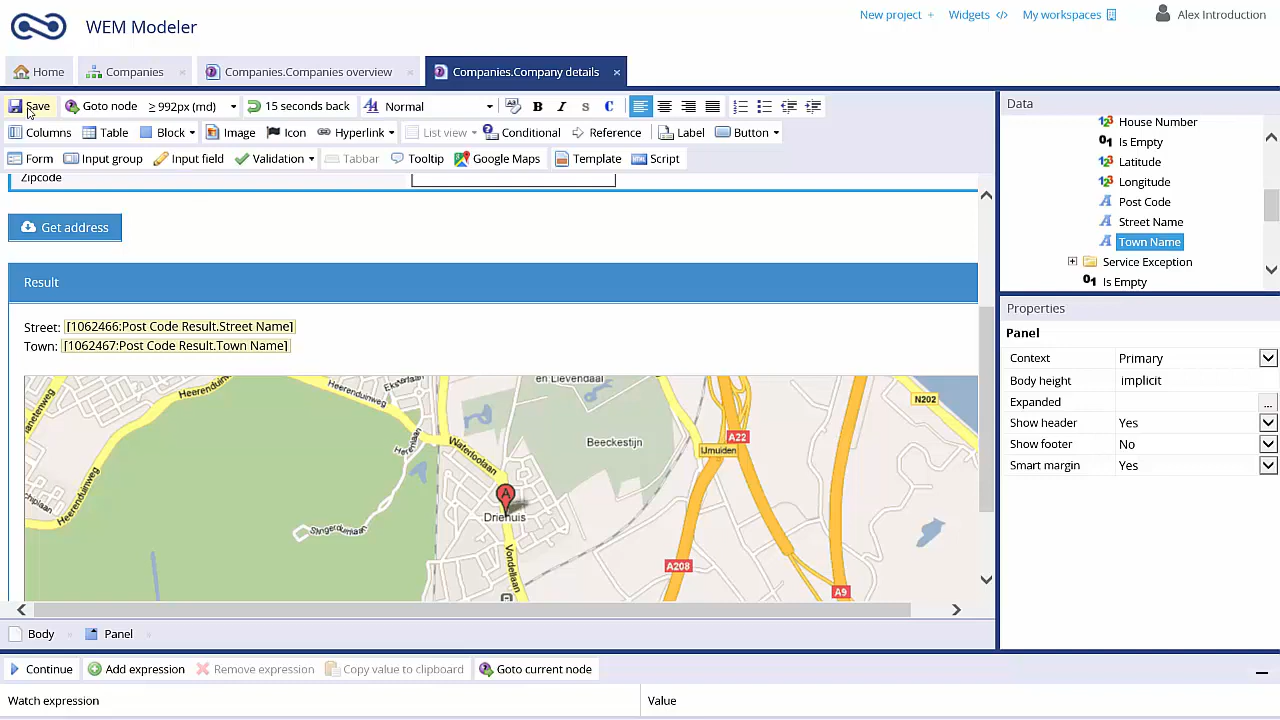 WEM Modeler
New project +
Widgets </>
My workspaces
Alex Introduction
Home
Companies ×
Companies.Companies overview ×
Companies.Company details ×
Save
Goto node
≥ 992px (md)
15 seconds back
Normal
B I S C
Columns
Table
Block
Image
Icon
Hyperlink
List view
Conditional
Reference
Label
Button
Form
Input group
Input field
Validation
Tabbar
Tooltip
Google Maps
Template
Script
Zipcode
Get address
Result
Street: [1062466:Post Code Result.Street Name]
Town: [1062467:Post Code Result.Town Name]
Heerenduinweg
Heerenduinweg
en Lievendaal
Waterloolaan
Herenlaan
Beeckestijn
N202
A22
IJmuiden
A
Driehuis
Slingerduinlaan
Vondellaan
A208
A9
Body
Panel
Continue
Add expression
Remove expression
Copy value to clipboard
Goto current node
Watch expression
Value
Data
House Number
Is Empty
Latitude
Longitude
Post Code
Street Name
Town Name
Service Exception
Is Empty
Properties
Panel
Context Primary
Body height implicit
Expanded ...
Show header Yes
Show footer No
Smart margin Yes